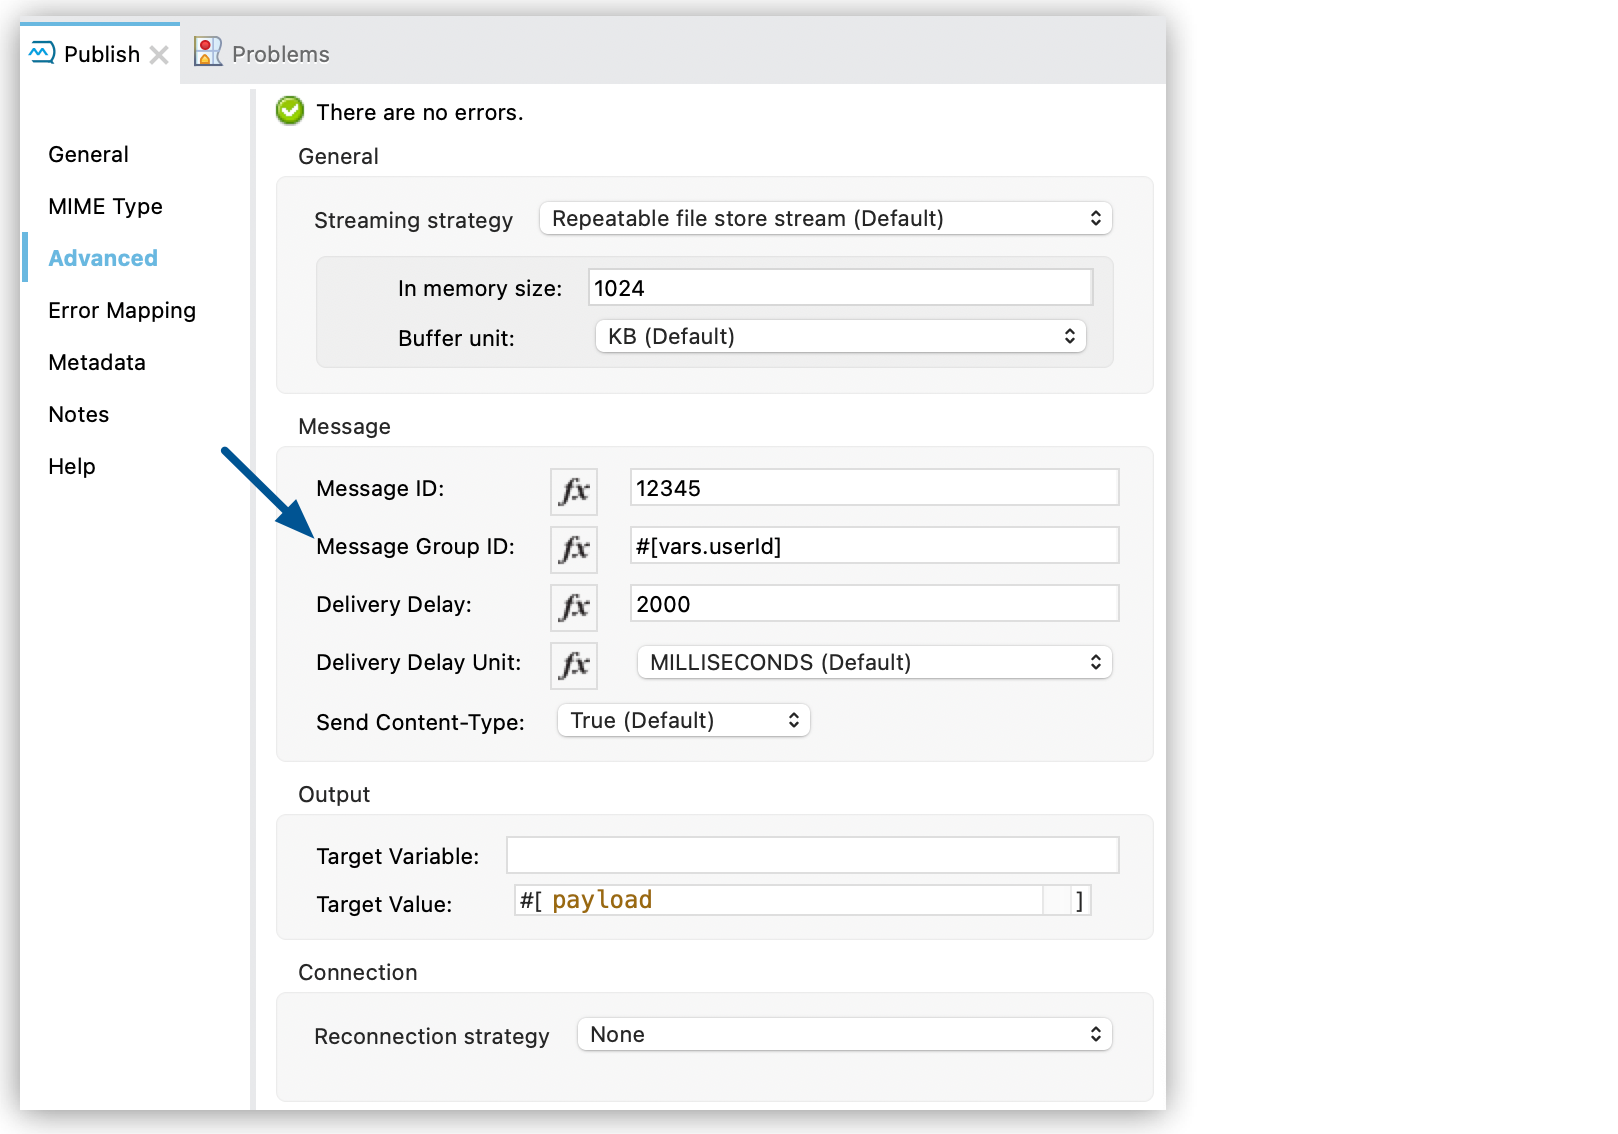 Publish
Problems
There are no errors.
General
MIME Type
Advanced
Error Mapping
Metadata
Notes
Help
General
Streaming strategy Repeatable file store stream (Default)
In memory size: 1024
Buffer unit: KB (Default)
Message
Message ID: fx 12345
Message Group ID: fx #[vars.userId]
Delivery Delay: fx 2000
Delivery Delay Unit: fx MILLISECONDS (Default)
Send Content-Type: True (Default)
Output
Target Variable:
Target Value: #[ payload ]
Connection
Reconnection strategy None